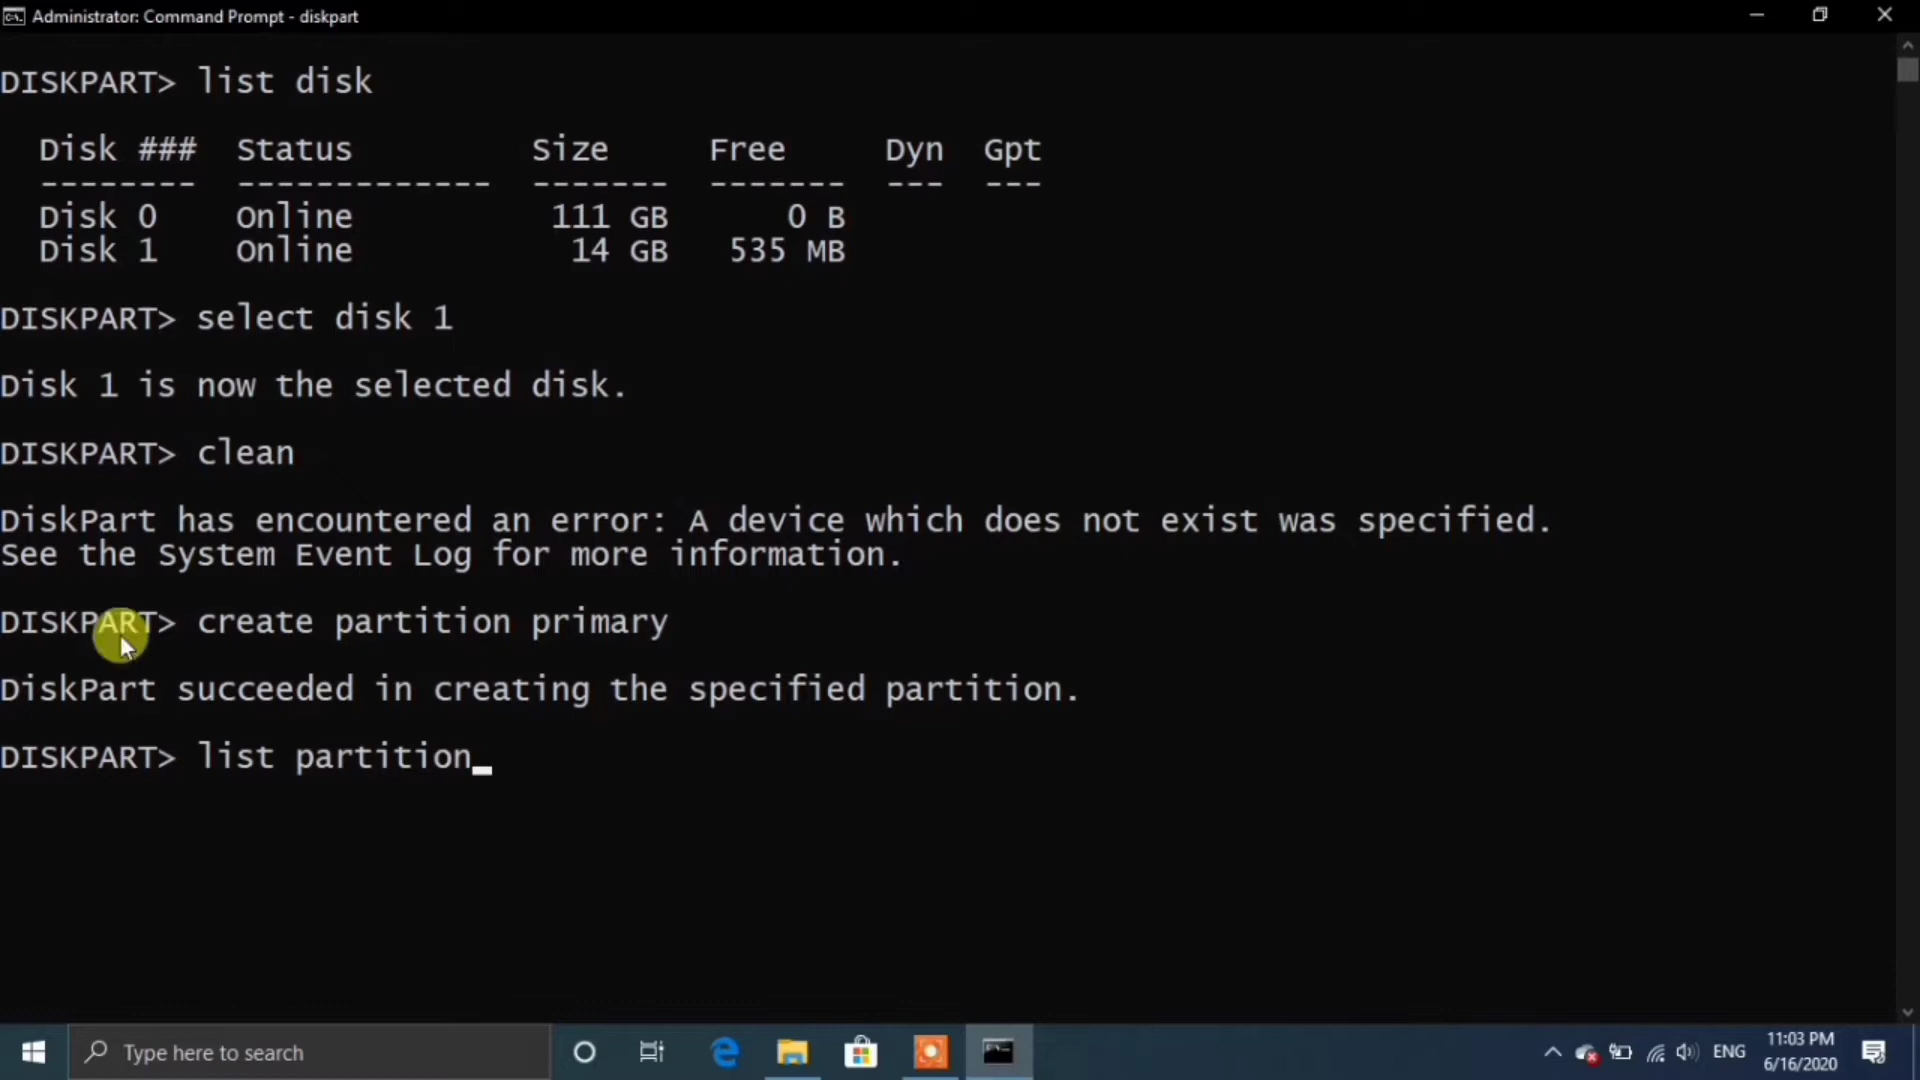 Administrator: Command Prompt - diskpart
DISKPART> list disk
Disk ### Status Size Free Dyn Gpt
-------- ------------- ------- ------- --- ---
Disk 0 Online 111 GB 0 B
Disk 1 Online 14 GB 535 MB
DISKPART> select disk 1
Disk 1 is now the selected disk.
DISKPART> clean
DiskPart has encountered an error: A device which does not exist was specified.
See the System Event Log for more information.
DISKPART> create partition primary
DiskPart succeeded in creating the specified partition.
DISKPART> list partition_
Type here to search
ENG
11:03 PM
6/16/2020